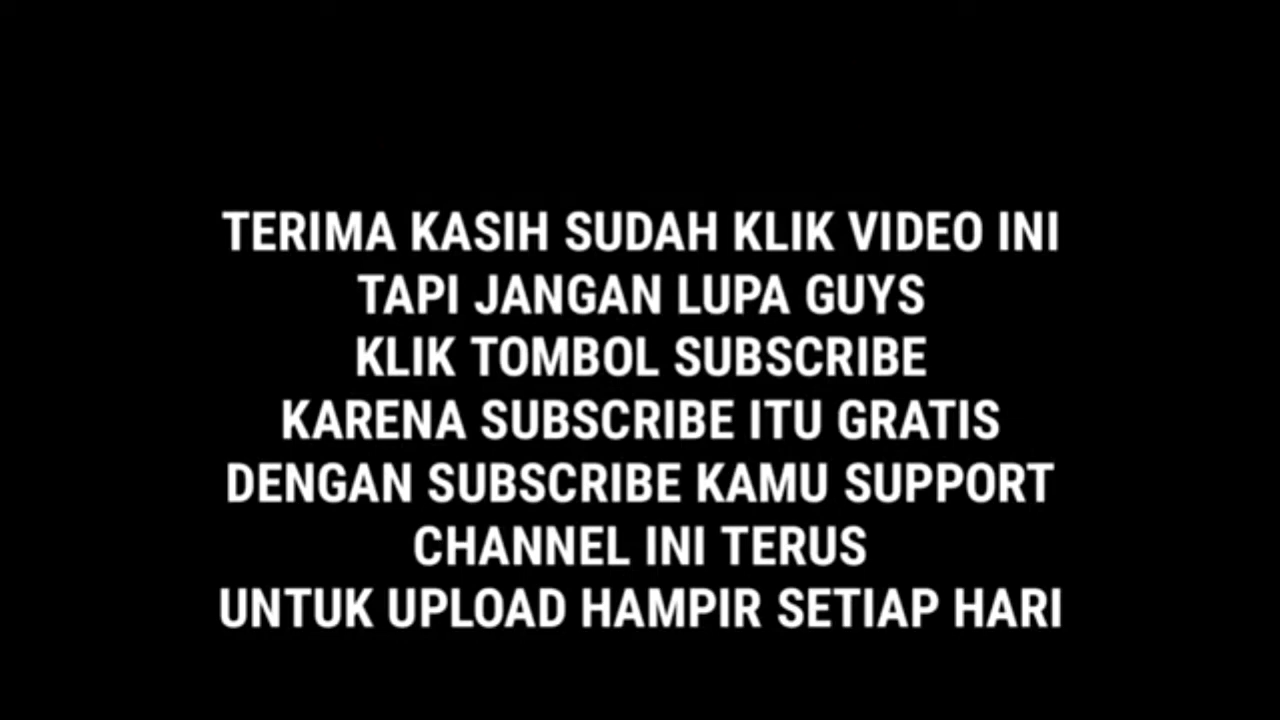 TERIMA KASIH SUDAH KLIK VIDEO INI
TAPI JANGAN LUPA GUYS
KLIK TOMBOL SUBSCRIBE
KARENA SUBSCRIBE ITU GRATIS
DENGAN SUBSCRIBE KAMU SUPPORT
CHANNEL INI TERUS
UNTUK UPLOAD HAMPIR SETIAP HARI